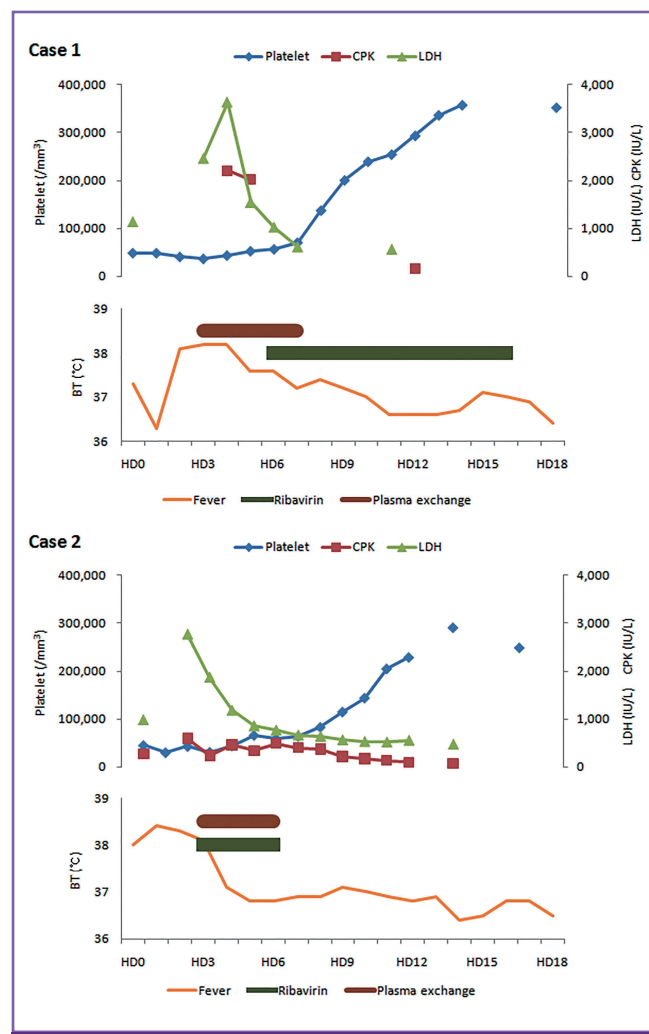 Case 1
Platelet CPK LDH
400,000
300,000
200,000
100,000
0
Platelet (/mm³)
4,000
3,000
2,000
1,000
0
LDH (IU/L) CPK (IU/L)
39
38
37
36
BT (℃)
HD0 HD3 HD6 HD9 HD12 HD15 HD18
Fever Ribavirin Plasma exchange
Case 2
Platelet CPK LDH
400,000
300,000
200,000
100,000
0
Platelet (/mm³)
4,000
3,000
2,000
1,000
0
LDH (IU/L) CPK (IU/L)
39
38
37
36
BT (℃)
HD0 HD3 HD6 HD9 HD12 HD15 HD18
Fever Ribavirin Plasma exchange